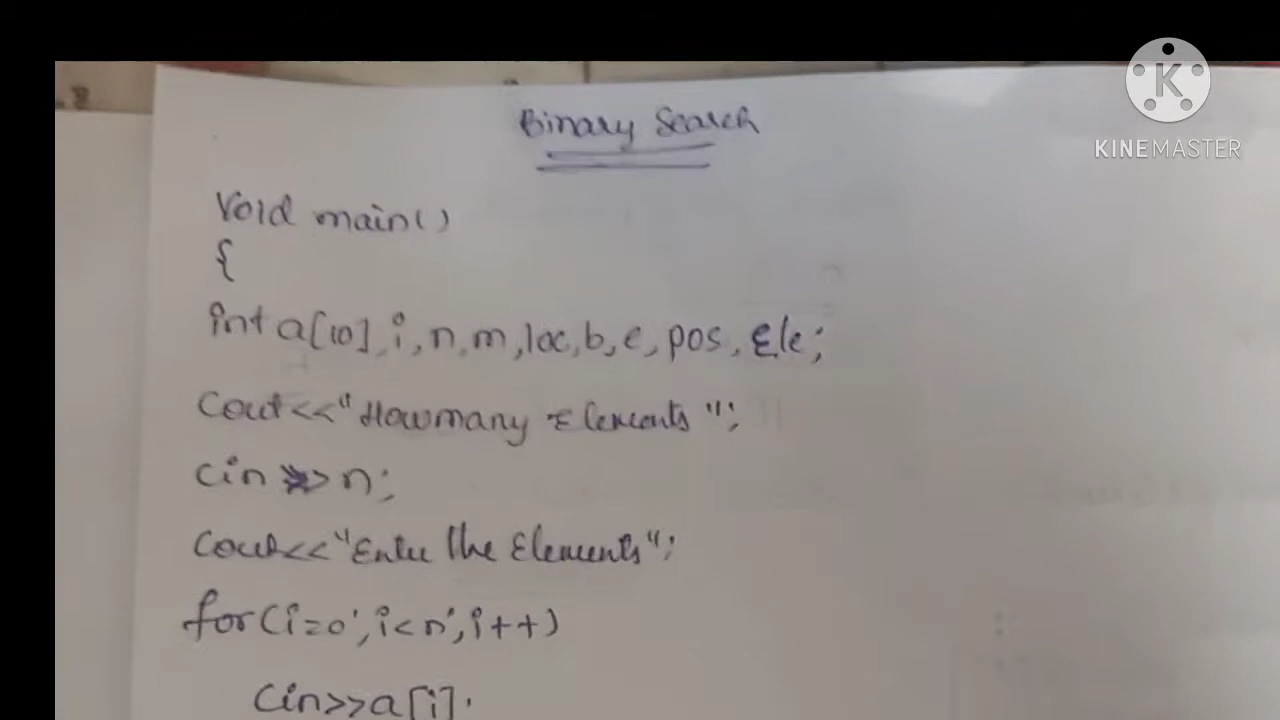 KINEMASTER
Binary Search
Void main()
{
int a[10], i, n, m, loc, b, e, pos, Ele;
Cout<<"Howmany Elements ";
Cin >> n;
Cout<<"Enter the Elements";
for(i=0; i<n; i++)
Cin>>a[i];